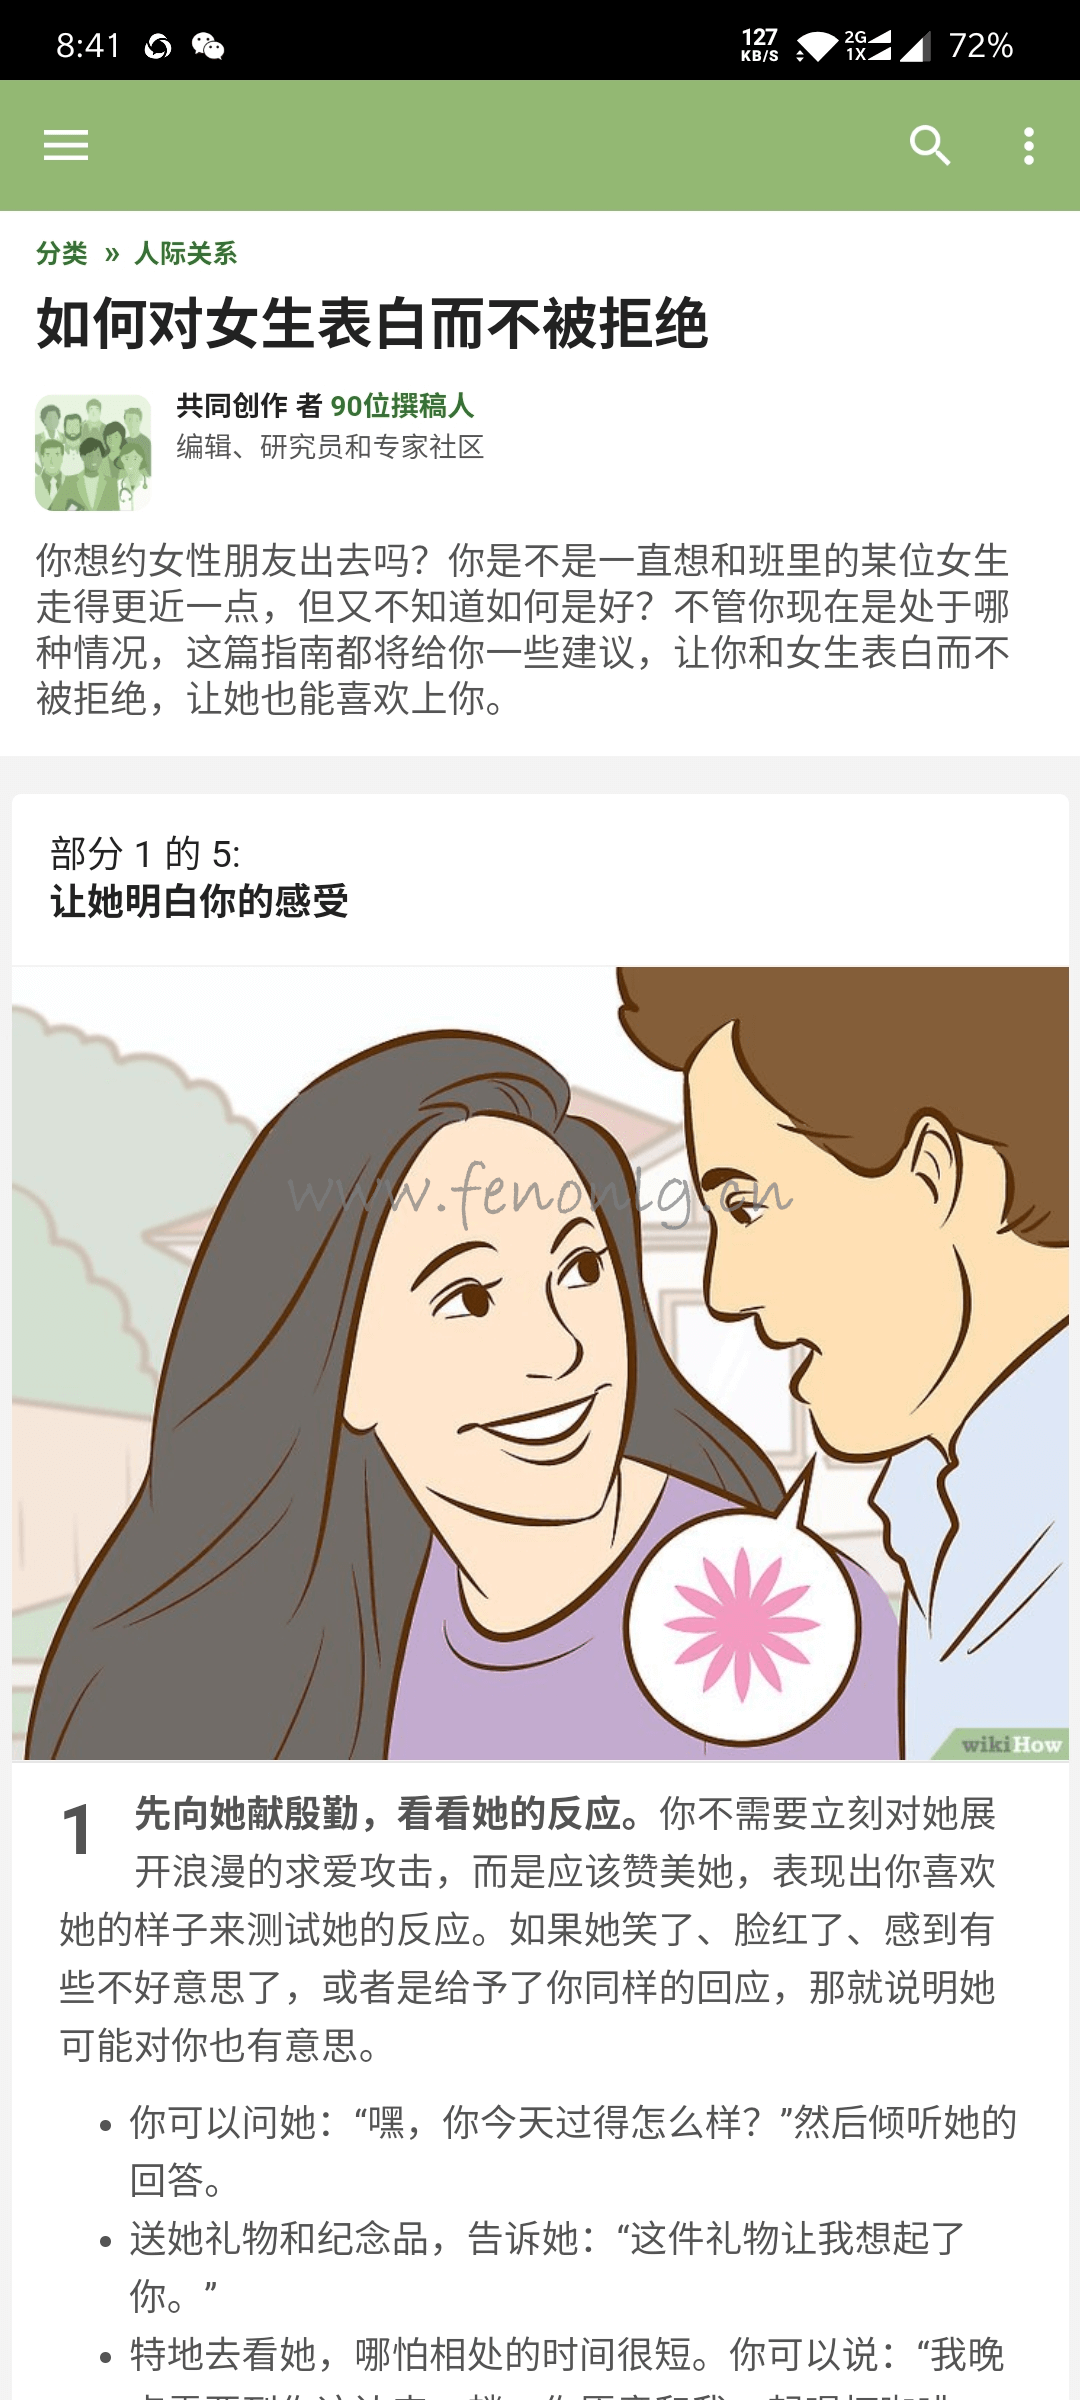 8:41
127 KB/S 2G 1X 72%
分类 » 人际关系
如何对女生表白而不被拒绝
共同创作 者 90位撰稿人
编辑、研究员和专家社区
你想约女性朋友出去吗？你是不是一直想和班里的某位女生
走得更近一点，但又不知道如何是好？不管你现在是处于哪
种情况，这篇指南都将给你一些建议，让你和女生表白而不
被拒绝，让她也能喜欢上你。
部分 1 的 5:
让她明白你的感受
www.fenonlg.cn
wikiHow
1 先向她献殷勤，看看她的反应。你不需要立刻对她展
开浪漫的求爱攻击，而是应该赞美她，表现出你喜欢
她的样子来测试她的反应。如果她笑了、脸红了、感到有
些不好意思了，或者是给予了你同样的回应，那就说明她
可能对你也有意思。
• 你可以问她：“嘿，你今天过得怎么样？”然后倾听她的
回答。
• 送她礼物和纪念品，告诉她：“这件礼物让我想起了
你。”
• 特地去看她，哪怕相处的时间很短。你可以说：“我晚